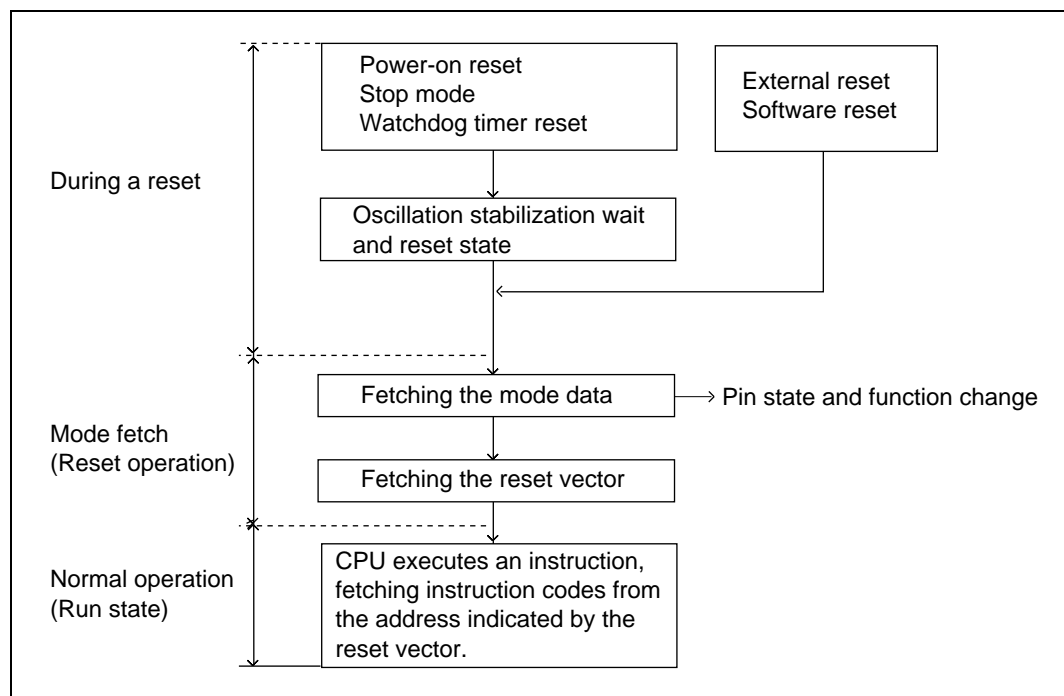 Power-on reset
Stop mode
Watchdog timer reset
External reset
Software reset
During a reset
Oscillation stabilization wait
and reset state
Mode fetch
(Reset operation)
Fetching the mode data
Pin state and function change
Fetching the reset vector
Normal operation
(Run state)
CPU executes an instruction,
fetching instruction codes from
the address indicated by the
reset vector.